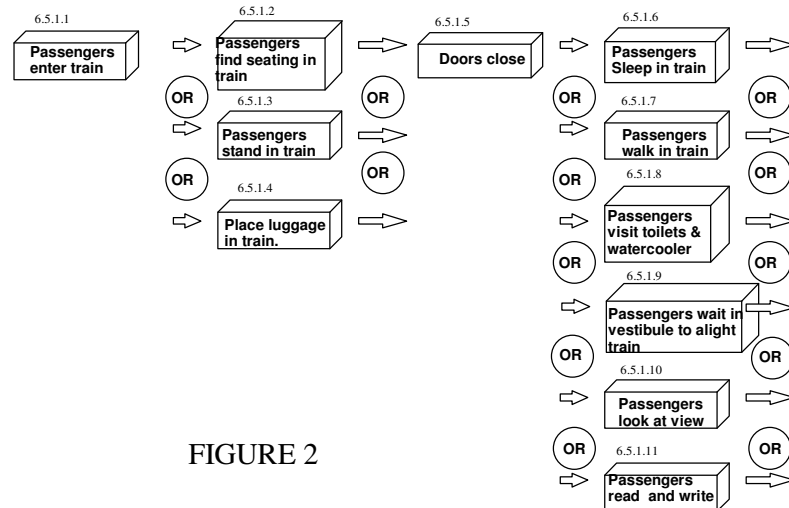 6.5.1.1
Passengers
enter train
6.5.1.2
Passengers
find seating in
train
OR
OR
6.5.1.3
Passengers
stand in train
OR
OR
6.5.1.4
Place luggage
in train.
6.5.1.5
Doors close
6.5.1.6
Passengers
Sleep in train
OR
OR
6.5.1.7
Passengers
walk in train
OR
OR
6.5.1.8
Passengers
visit toilets &
watercooler
OR
OR
6.5.1.9
Passengers wait in
vestibule to alight
train
OR
OR
6.5.1.10
Passengers
look at view
OR
OR
6.5.1.11
Passengers
read and write
FIGURE 2